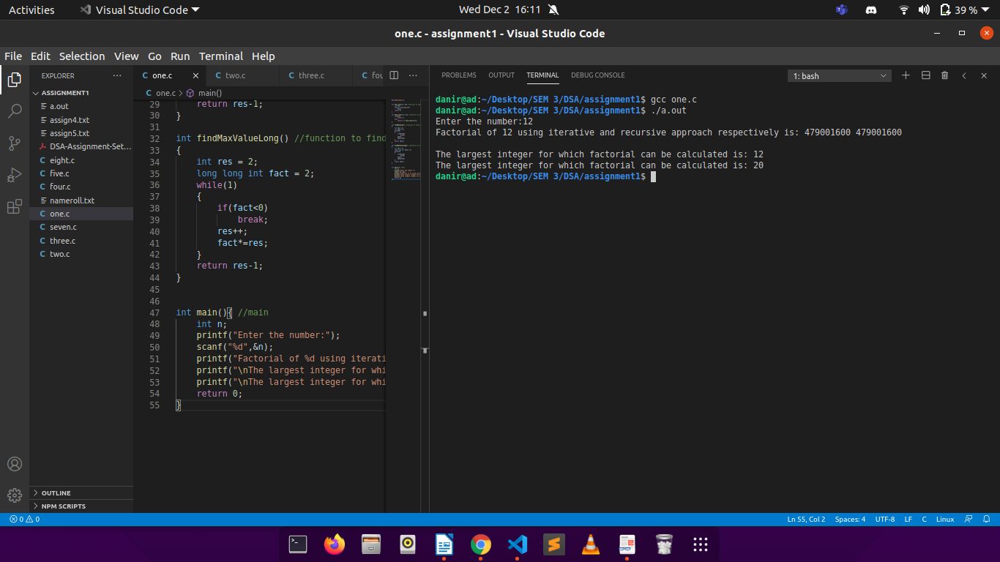 Activities Visual Studio Code Wed Dec 2 16:11 39 %
one.c - assignment1 - Visual Studio Code
File Edit Selection View Go Run Terminal Help
EXPLORER
ASSIGNMENT1
a.out
assign4.txt
assign5.txt
DSA-Assignment-Set...
eight.c
five.c
four.c
nameroll.txt
one.c
seven.c
three.c
two.c
OUTLINE
NPM SCRIPTS
one.c two.c three.c fou
one.c > main()
29 return res-1;
30 }
31
32 int findMaxValueLong() //function to find
33 {
34 int res = 2;
35 long long int fact = 2;
36 while(1)
37 {
38 if(fact<0)
39 break;
40 res++;
41 fact*=res;
42 }
43 return res-1;
44 }
45
46
47 int main(){ //main
48 int n;
49 printf("Enter the number:");
50 scanf("%d",&n);
51 printf("Factorial of %d using iterati
52 printf("\nThe largest integer for whi
53 printf("\nThe largest integer for whi
54 return 0;
55 }
PROBLEMS OUTPUT TERMINAL DEBUG CONSOLE 1: bash
danir@ad:~/Desktop/SEM 3/DSA/assignment1$ gcc one.c
danir@ad:~/Desktop/SEM 3/DSA/assignment1$ ./a.out
Enter the number:12
Factorial of 12 using iterative and recursive approach respectively is: 479001600 479001600
The largest integer for which factorial can be calculated is: 12
The largest integer for which factorial can be calculated is: 20
danir@ad:~/Desktop/SEM 3/DSA/assignment1$
0 0 Ln 55, Col 2 Spaces: 4 UTF-8 LF C Linux